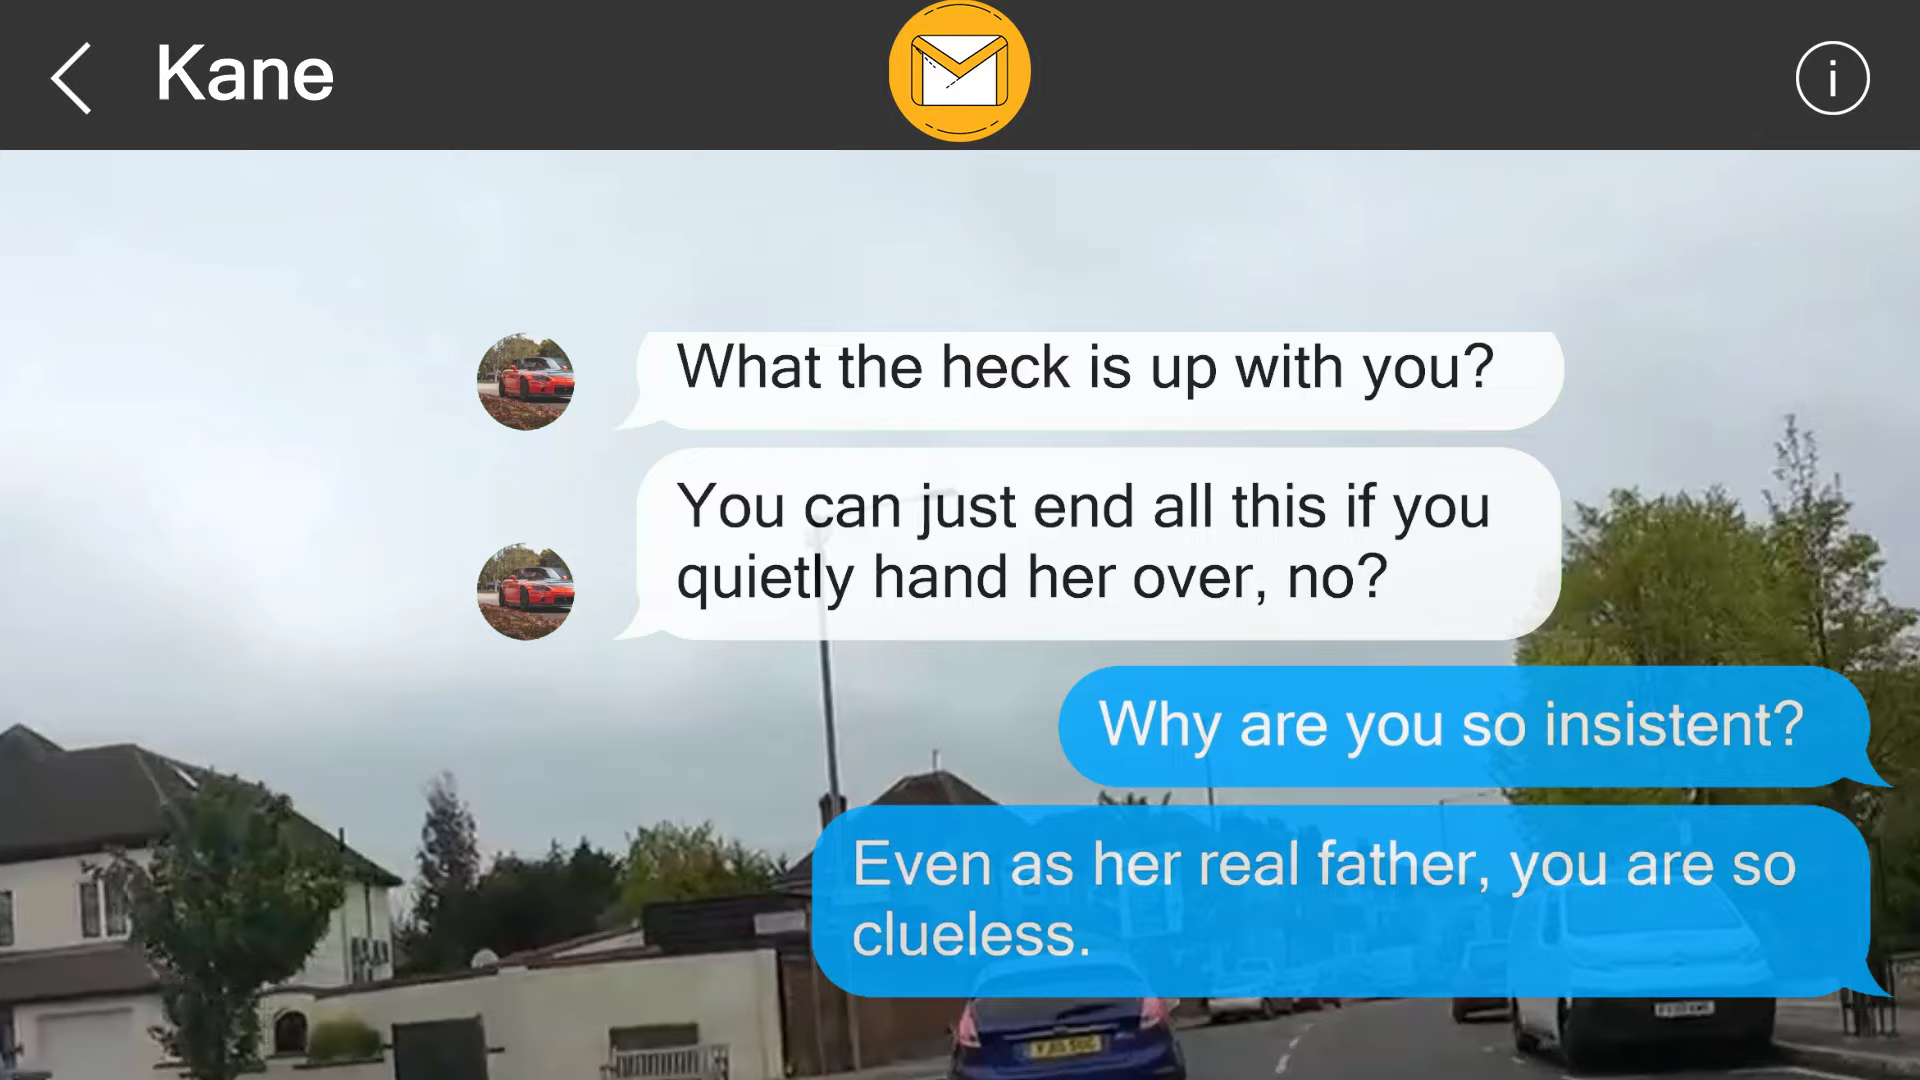 Kane
i
What the heck is up with you?
You can just end all this if you
quietly hand her over, no?
Why are you so insistent?
Even as her real father, you are so
clueless.